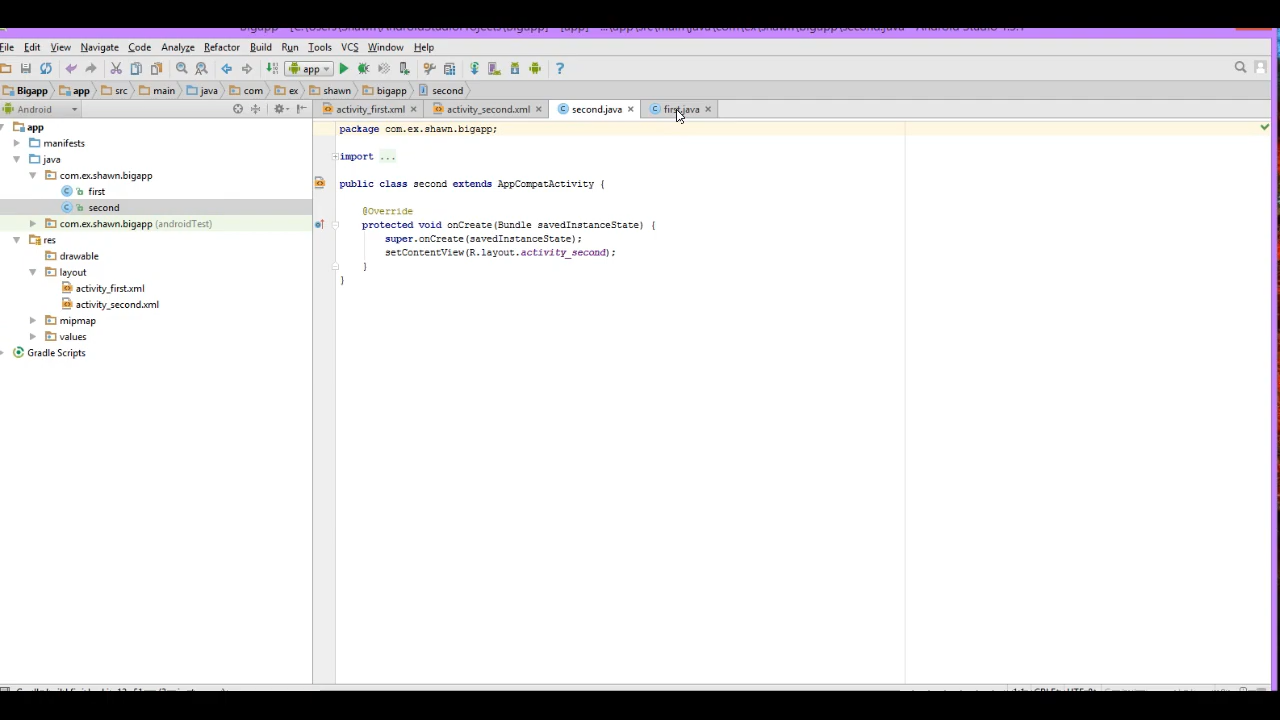 File Edit View Navigate Code Analyze Refactor Build Run Tools VCS Window Help
app
Bigapp app src main java com ex shawn bigapp second
Android
activity_first.xml activity_second.xml second.java first.java
app
manifests
java
com.ex.shawn.bigapp
first
second
com.ex.shawn.bigapp (androidTest)
res
drawable
layout
activity_first.xml
activity_second.xml
mipmap
values
Gradle Scripts
package com.ex.shawn.bigapp;
import ...
public class second extends AppCompatActivity {
@Override
protected void onCreate(Bundle savedInstanceState) {
super.onCreate(savedInstanceState);
setContentView(R.layout.activity_second);
}
}